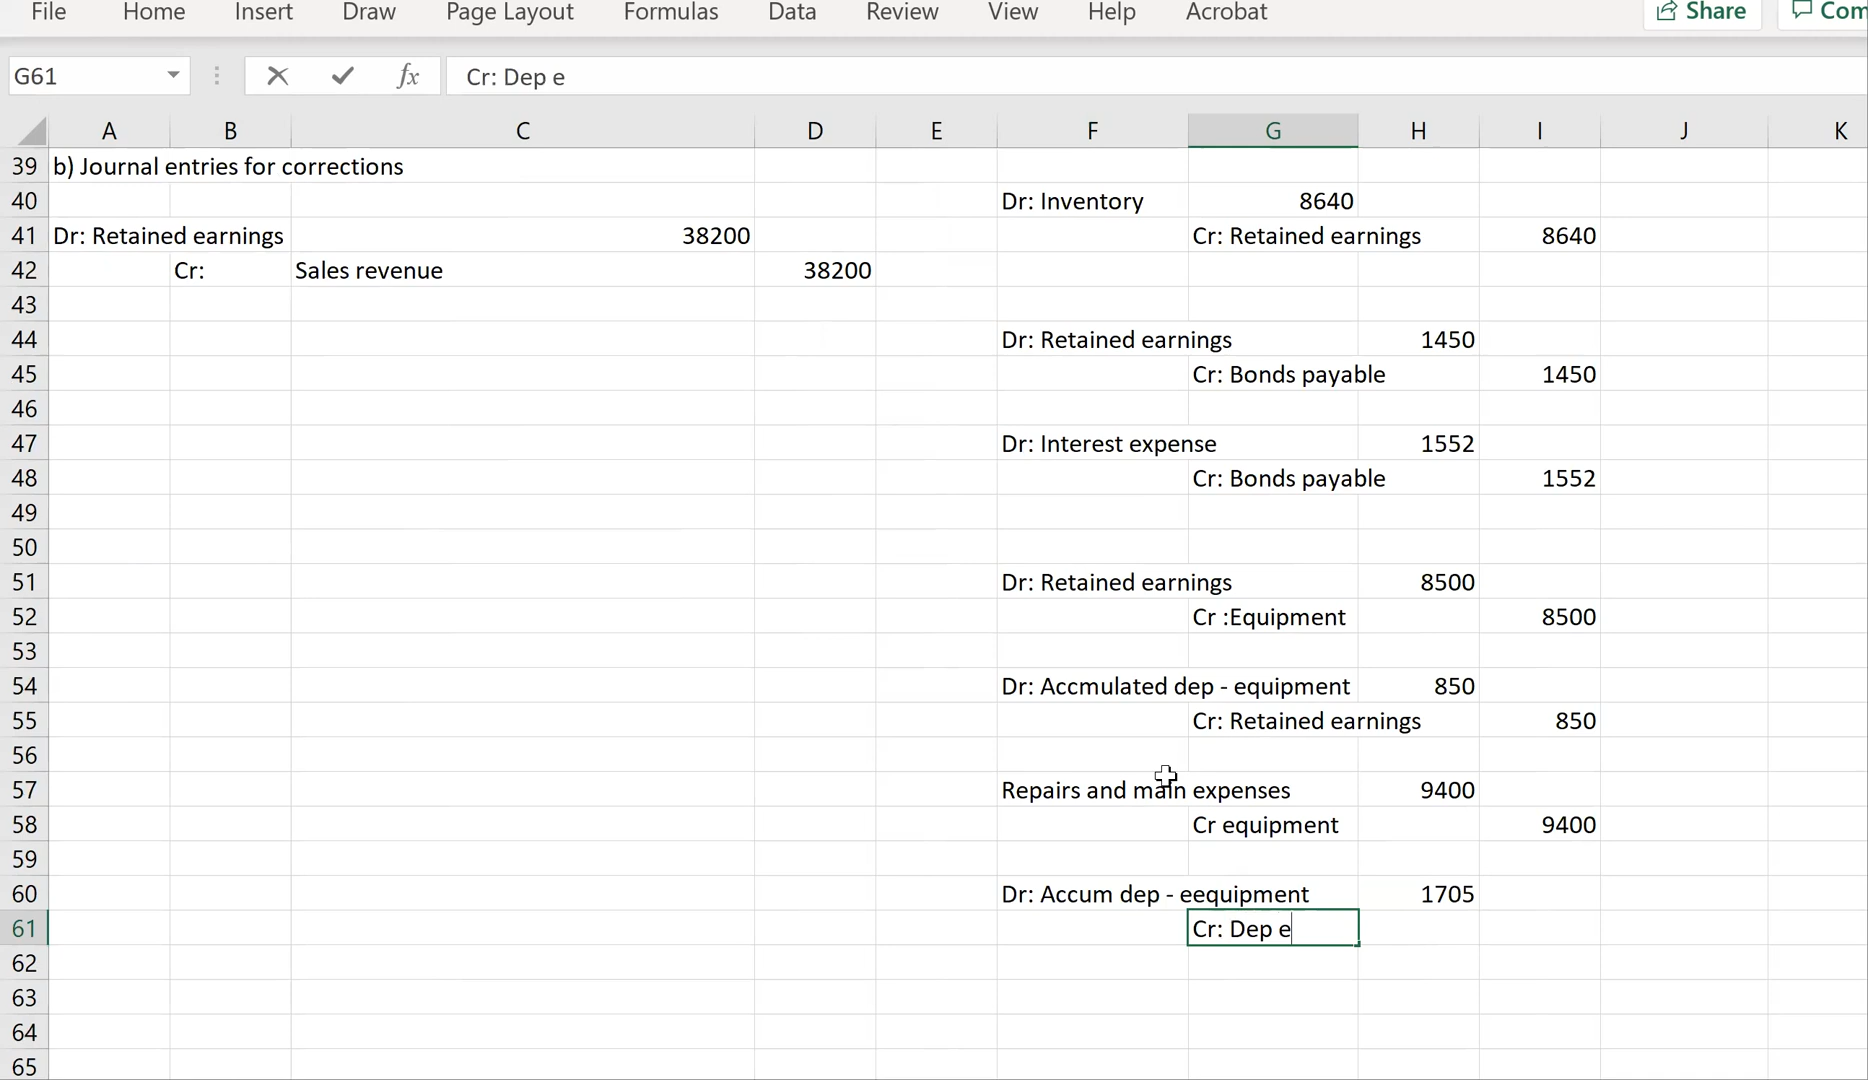 File Home Insert Draw Page Layout Formulas Data Review View Help Acrobat Share Com
G61 fx Cr: Dep e
A B C D E F G H I J K
39 b) Journal entries for corrections
40 Dr: Inventory 8640
41 Dr: Retained earnings 38200 Cr: Retained earnings 8640
42 Cr: Sales revenue 38200
43
44 Dr: Retained earnings 1450
45 Cr: Bonds payable 1450
46
47 Dr: Interest expense 1552
48 Cr: Bonds payable 1552
49
50
51 Dr: Retained earnings 8500
52 Cr :Equipment 8500
53
54 Dr: Accmulated dep - equipment 850
55 Cr: Retained earnings 850
56
57 Repairs and main expenses 9400
58 Cr equipment 9400
59
60 Dr: Accum dep - eequipment 1705
61 Cr: Dep e
62
63
64
65